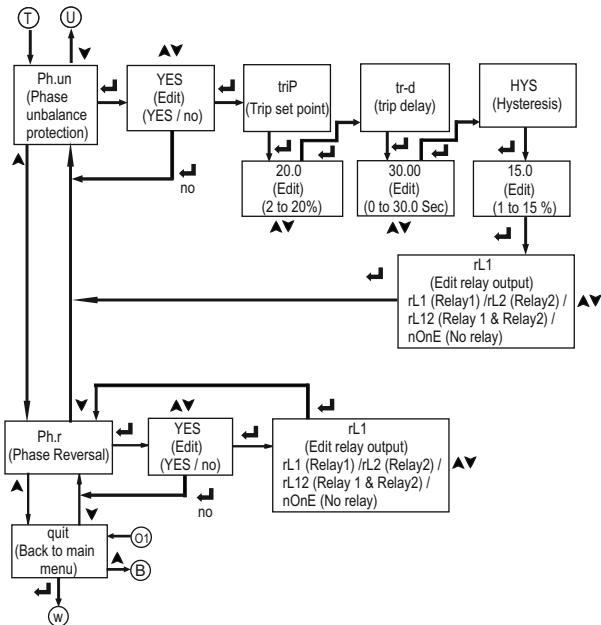 T
U
Ph.un
(Phase
unbalance
protection)
YES
(Edit)
(YES / no)
no
triP
(Trip set point)
tr-d
(trip delay)
HYS
(Hysteresis)
20.0
(Edit)
(2 to 20%)
30.00
(Edit)
(0 to 30.0 Sec)
15.0
(Edit)
(1 to 15 %)
rL1
(Edit relay output)
rL1 (Relay1) /rL2 (Relay2) /
rL12 (Relay 1 & Relay2) /
nOnE (No relay)
Ph.r
(Phase Reversal)
YES
(Edit)
(YES / no)
no
rL1
(Edit relay output)
rL1 (Relay1) /rL2 (Relay2) /
rL12 (Relay 1 & Relay2) /
nOnE (No relay)
quit
(Back to main
menu)
O1
B
w